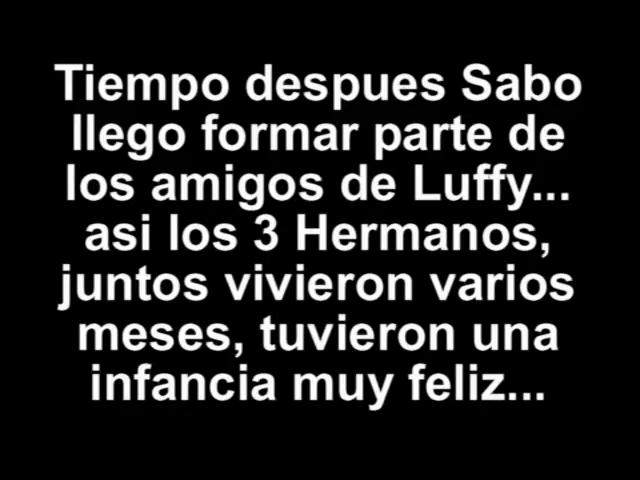 Tiempo despues Sabo
llego formar parte de
los amigos de Luffy...
asi los 3 Hermanos,
juntos vivieron varios
meses, tuvieron una
infancia muy feliz...